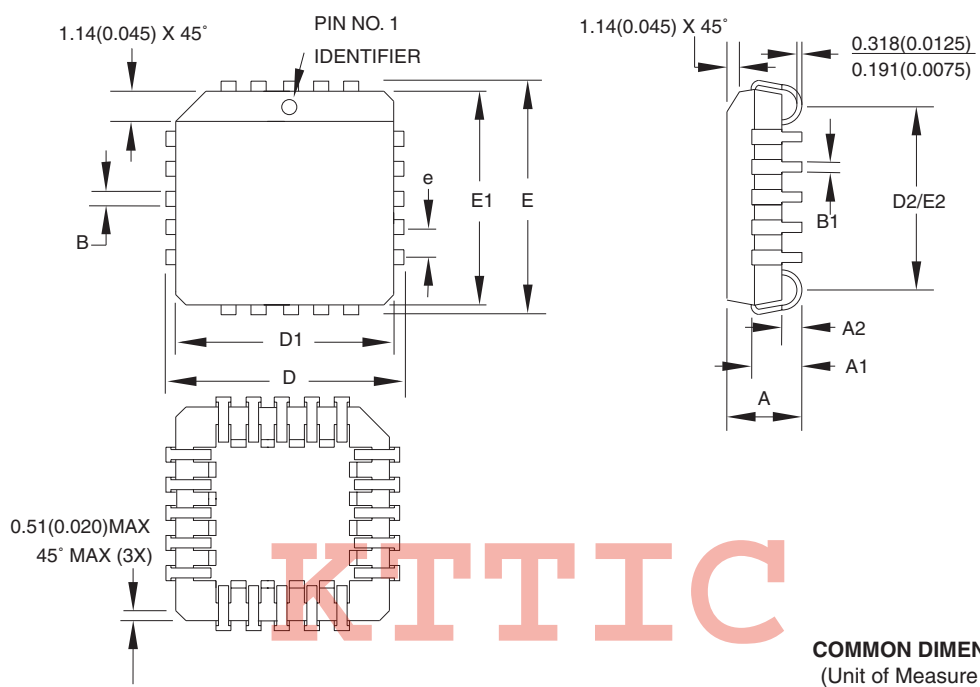 1.14(0.045) X 45°
PIN NO. 1
IDENTIFIER
1.14(0.045) X 45°
0.318(0.0125)
0.191(0.0075)
e
E1
E
B
D1
D
B1
D2/E2
A2
A1
A
0.51(0.020)MAX
45° MAX (3X)
KTTIC
COMMON DIMEN
(Unit of Measure